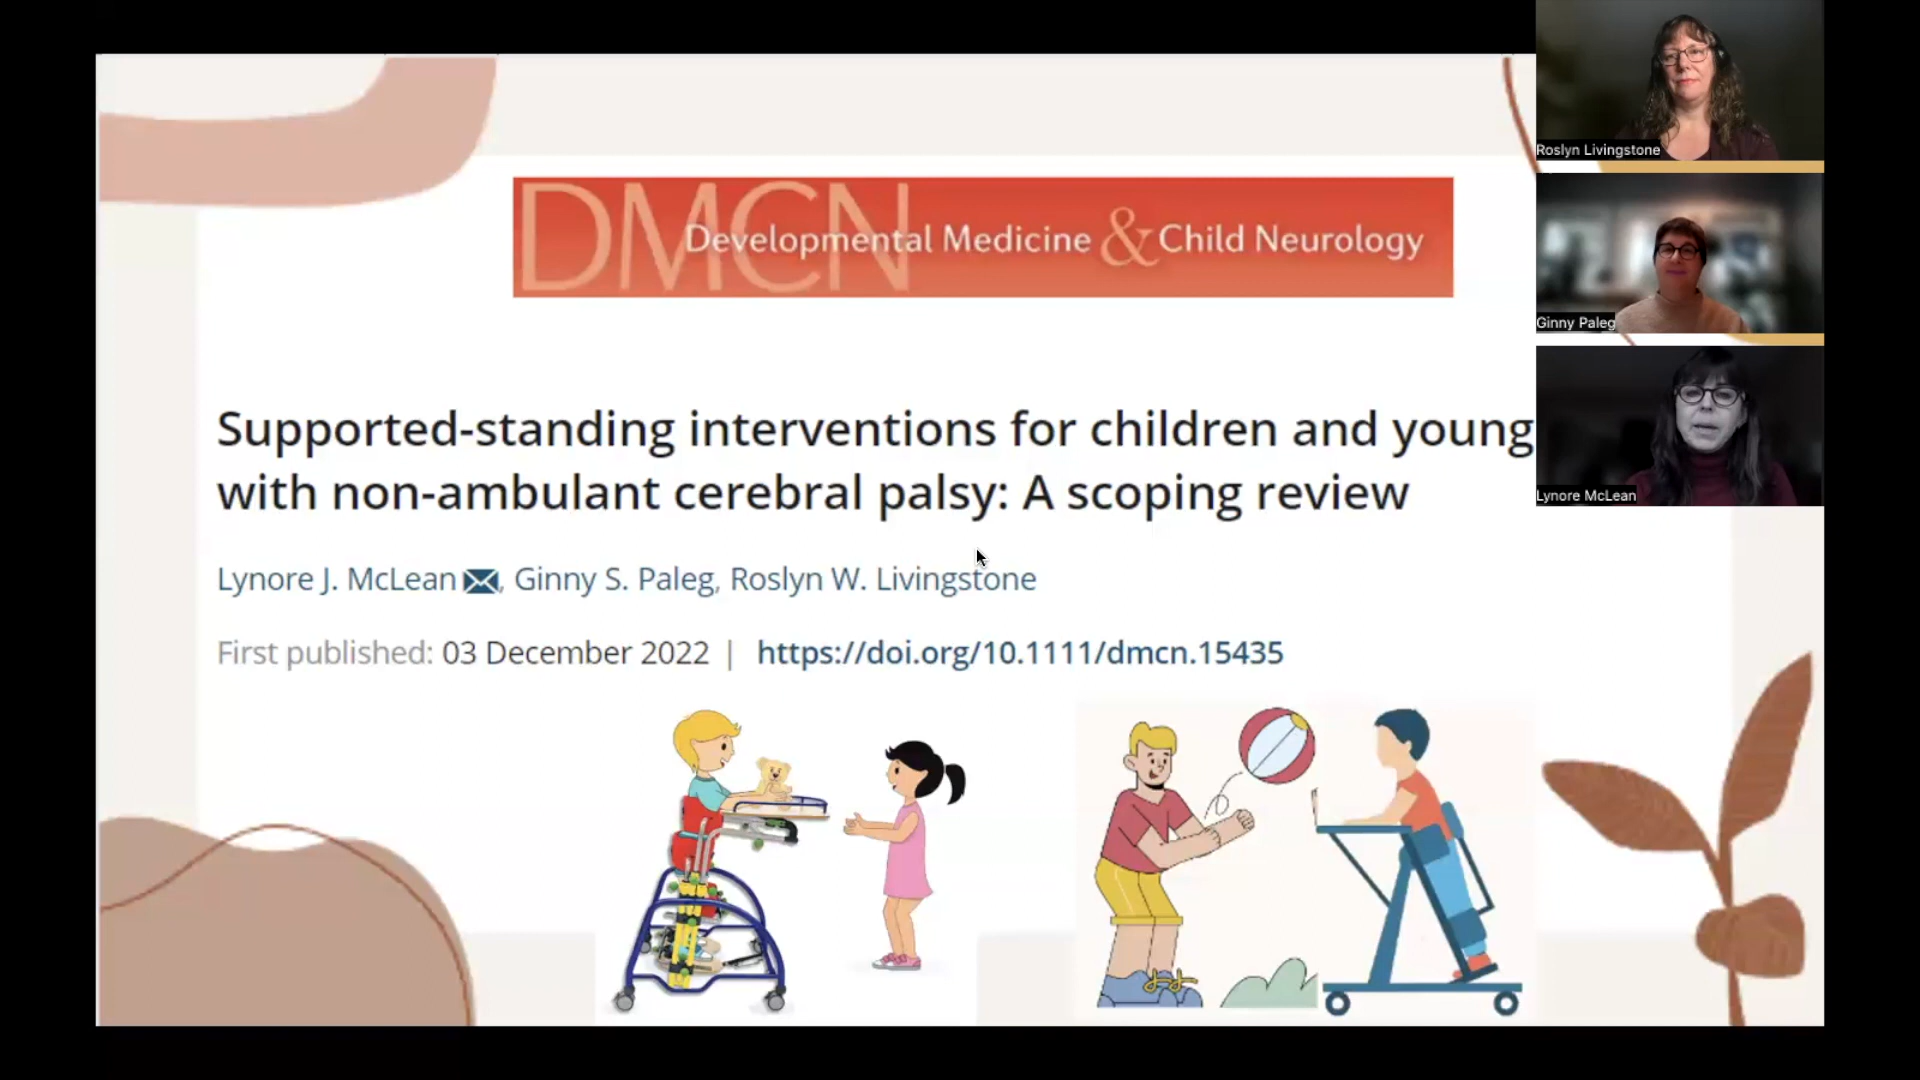 DMCN
Developmental Medicine & Child Neurology
Supported-standing interventions for children and young
with non-ambulant cerebral palsy: A scoping review
Lynore J. McLean, Ginny S. Paleg, Roslyn W. Livingstone
First published: 03 December 2022 | https://doi.org/10.1111/dmcn.15435
Roslyn Livingstone
Ginny Paleg
Lynore McLean